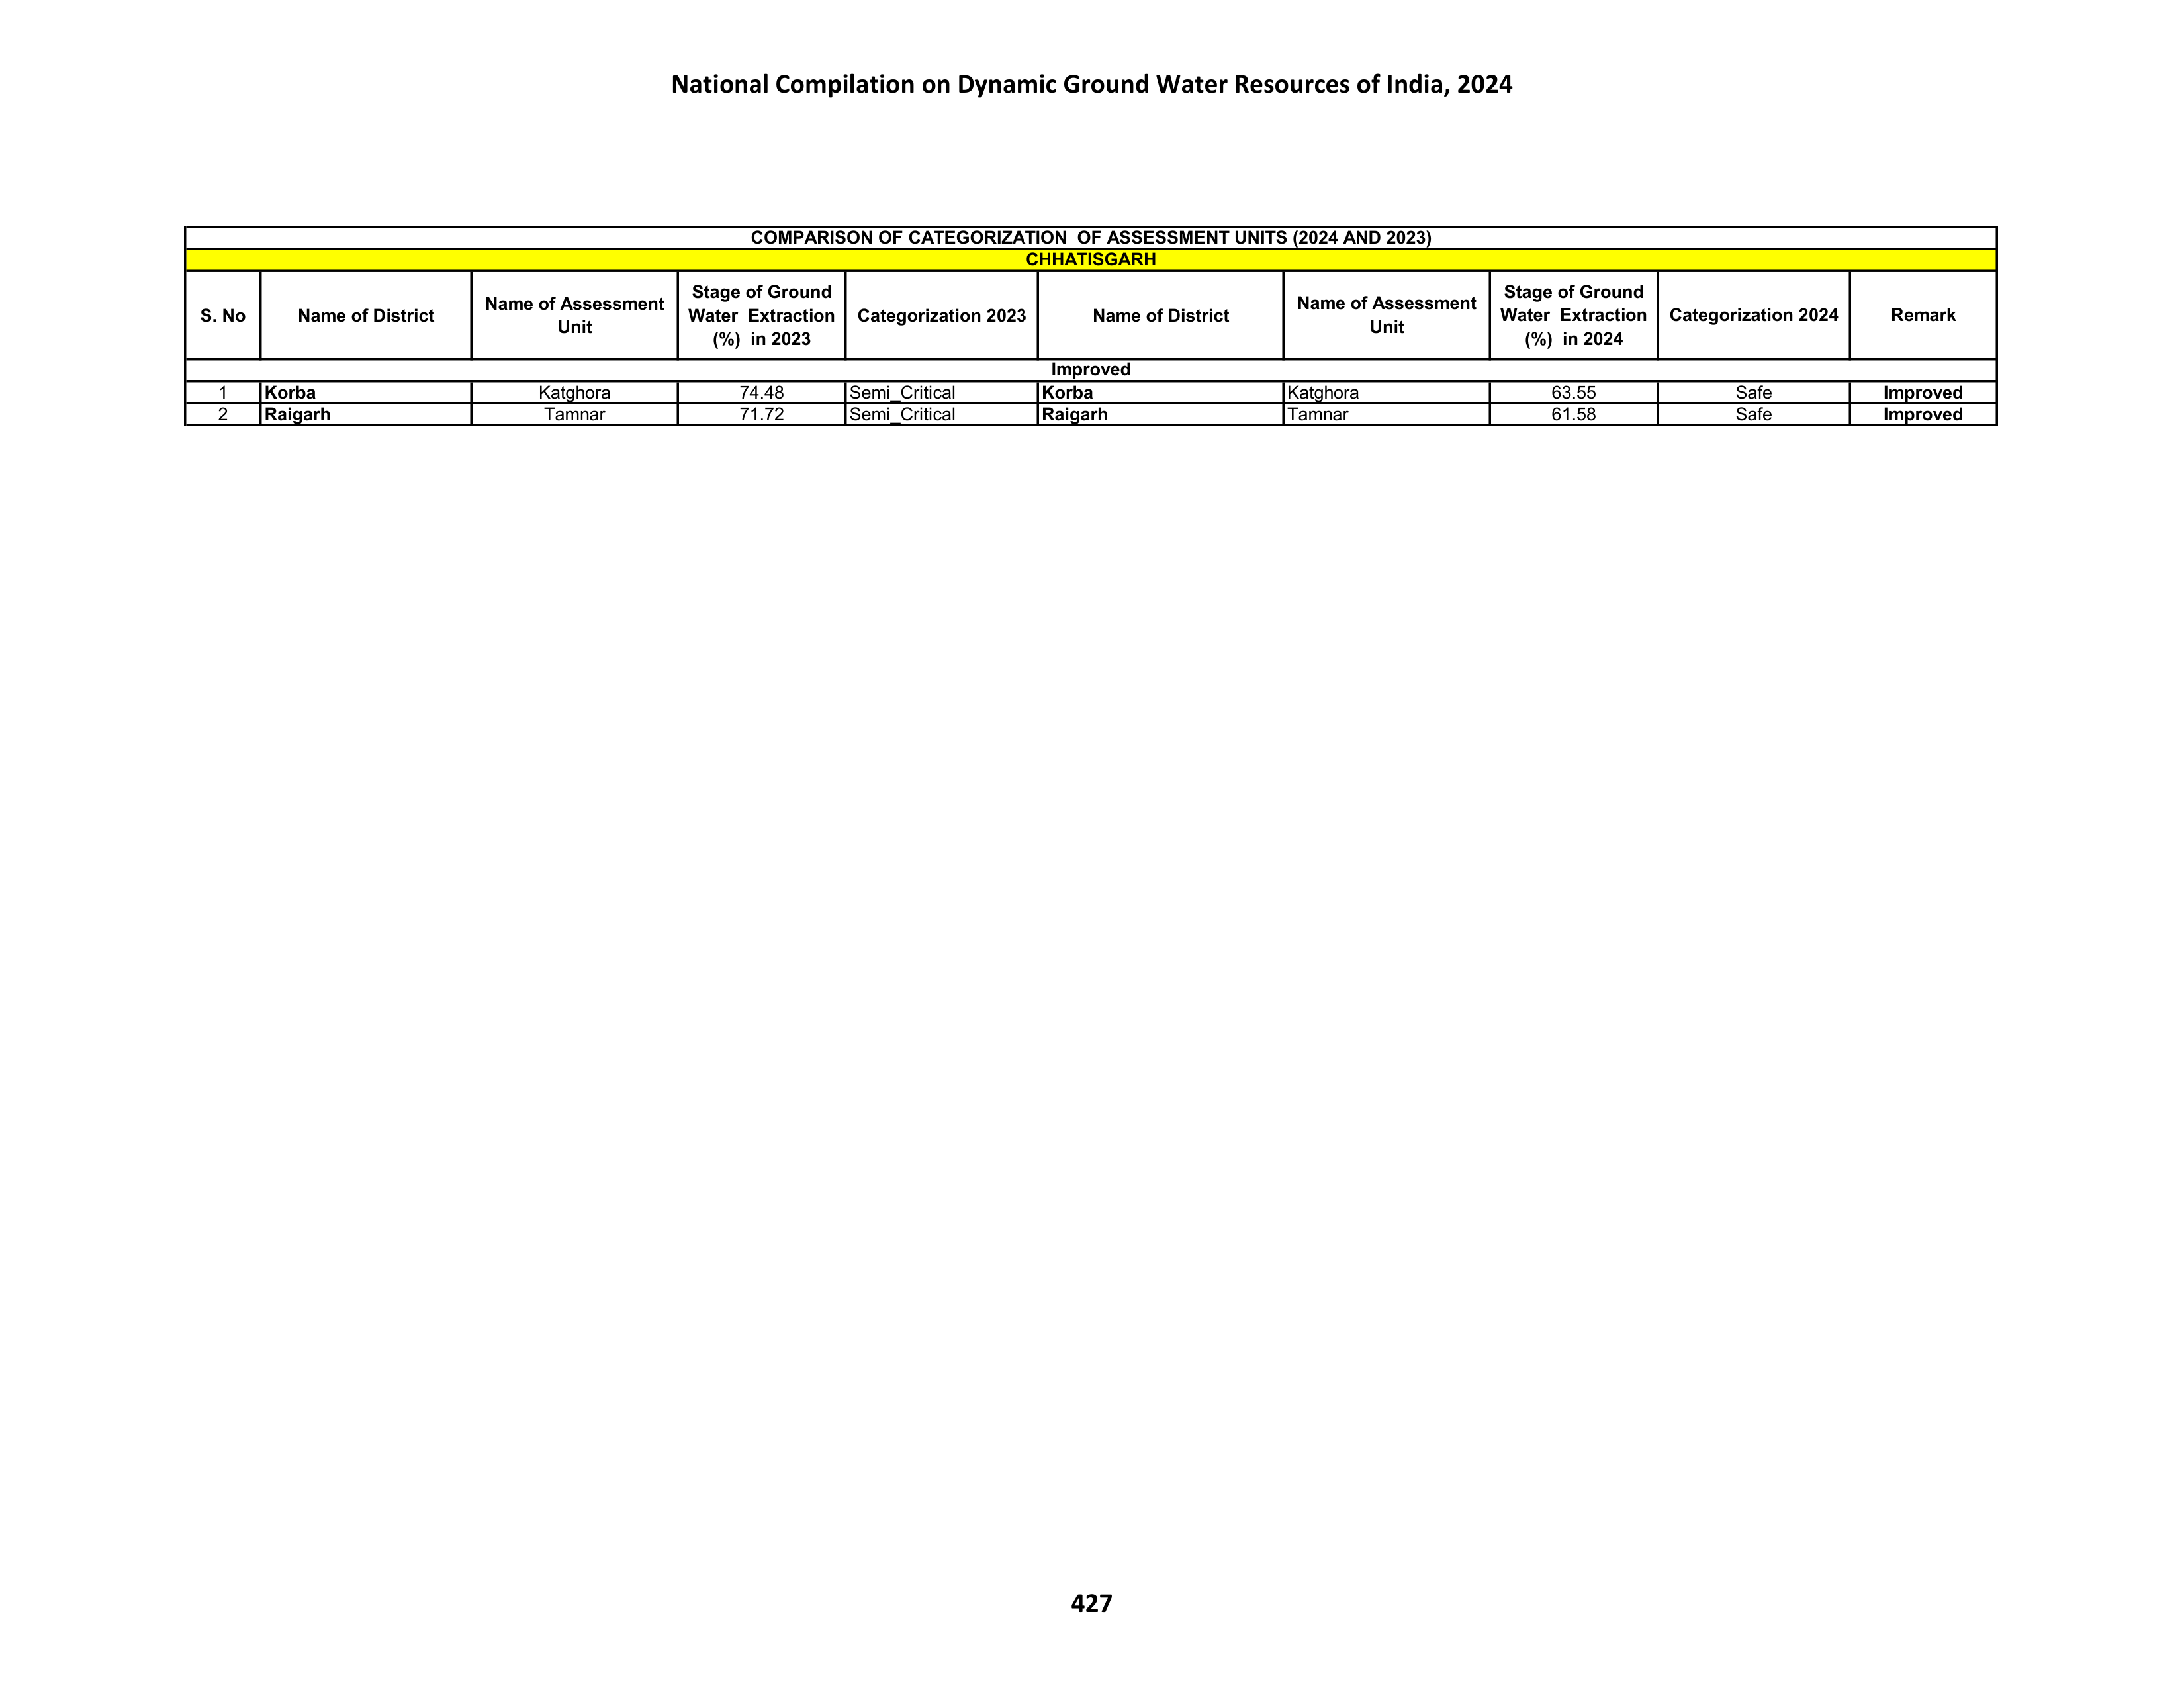 National Compilation on Dynamic Ground Water Resources of India, 2024
COMPARISON OF CATEGORIZATION OF ASSESSMENT UNITS (2024 AND 2023)
CHHATISGARH
S. No Name of District Name of Assessment Unit Stage of Ground Water Extraction (%) in 2023 Categorization 2023 Name of District Name of Assessment Unit Stage of Ground Water Extraction (%) in 2024 Categorization 2024 Remark
Improved
1 Korba Katghora 74.48 Semi_Critical Korba Katghora 63.55 Safe Improved
2 Raigarh Tamnar 71.72 Semi_Critical Raigarh Tamnar 61.58 Safe Improved
427